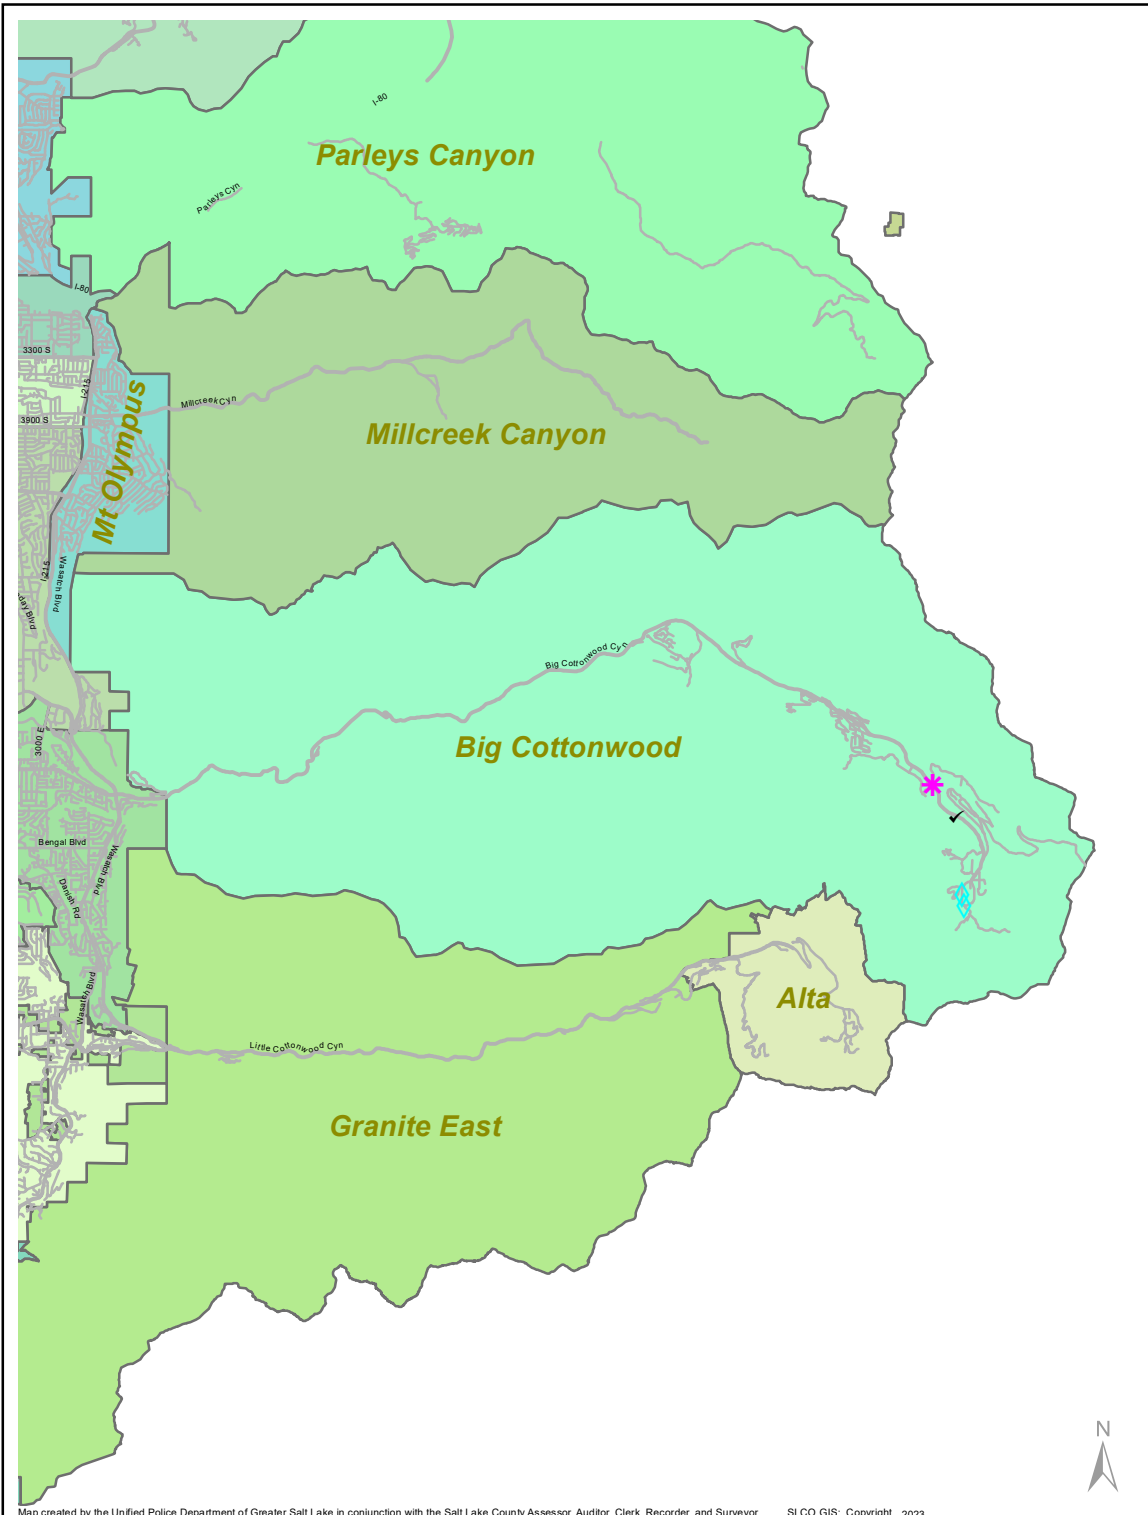 I-80
Parleys Canyon
Parleys Cyn
I-80
3300 S
I-215
Millcreek Cyn
3900 S
Mt Olympus
Millcreek Canyon
I-215
Wasatch Blvd
day Blvd
Big Cottonwood Cyn
3000 E
Big Cottonwood
Bengal Blvd
Wasatch Blvd
Danish Rd
Wasatch Blvd
Alta
Little Cottonwood Cyn
Granite East
N
Map created by the Unified Police Department of Greater Salt Lake in conjunction with the Salt Lake County Assessor, Auditor, Clerk, Recorder, and Surveyor. SLCO GIS: Copyright 2023